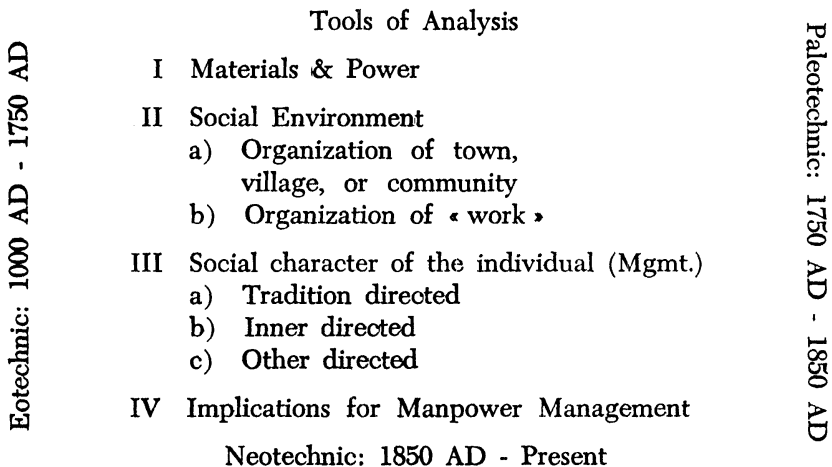 Tools of Analysis
Eotechnic: 1000 AD - 1750 AD
I Materials & Power
II Social Environment
a) Organization of town,
village, or community
b) Organization of « work »
III Social character of the individual (Mgmt.)
a) Tradition directed
b) Inner directed
c) Other directed
IV Implications for Manpower Management
Paleotechnic: 1750 AD - 1850 AD
Neotechnic: 1850 AD - Present